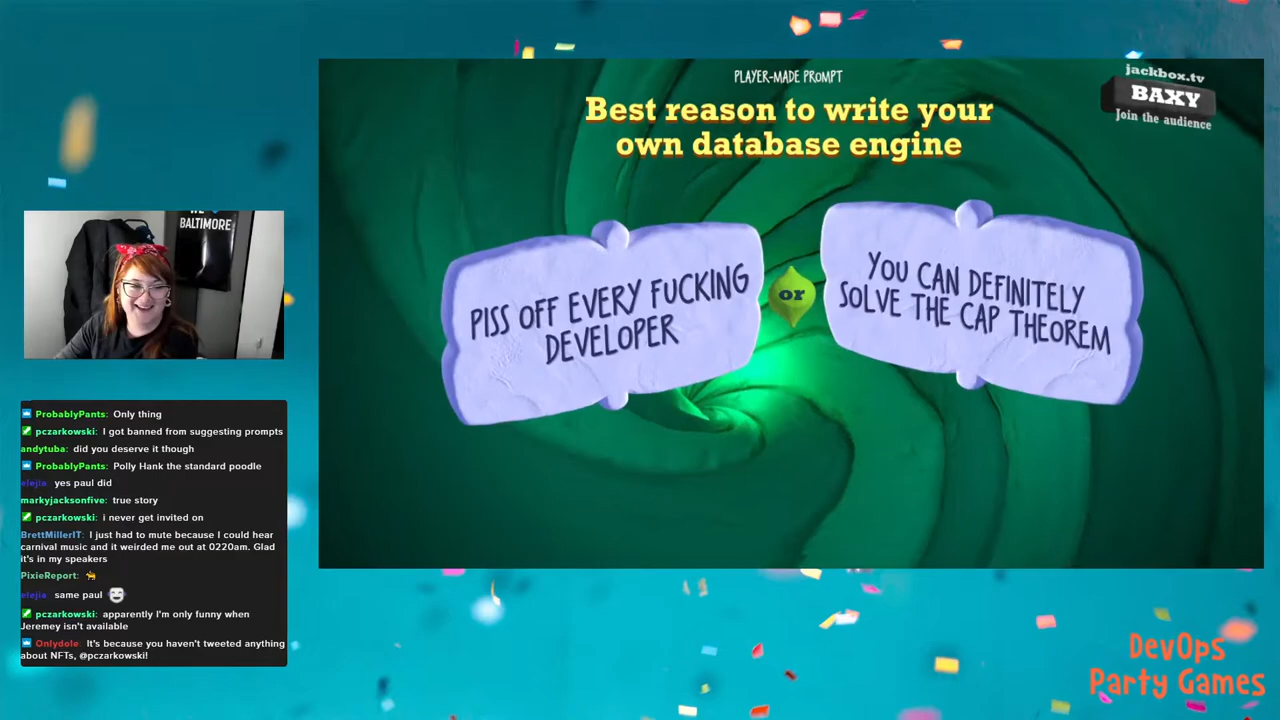 PLAYER-MADE PROMPT
Best reason to write your
own database engine
jackbox.tv
BAXY
Join the audience
PISS OFF EVERY FUCKING
DEVELOPER
or
YOU CAN DEFINITELY
SOLVE THE CAP THEOREM
BALTIMORE
ProbablyPants: Only thing
pczarkowski: I got banned from suggesting prompts
andytuba: did you deserve it though
ProbablyPants: Polly Hank the standard poodle
elejia yes paul did
markyjacksonfive: true story
pczarkowski: i never get invited on
BrettMillerIT: I just had to mute because I could hear
carnival music and it weirded me out at 0220am. Glad
it's in my speakers
PixieReport:
elejia same paul
pczarkowski: apparently I'm only funny when
Jeremey isn't available
Onlydole: It's because you haven't tweeted anything
about NFTs, @pczarkowski!
DevOps
Party Games